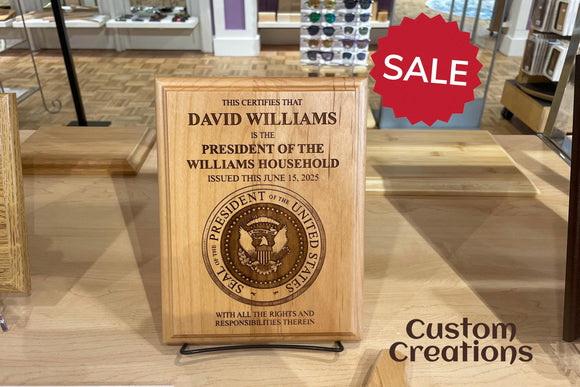 SALE
THIS CERTIFIES THAT
DAVID WILLIAMS
IS THE
PRESIDENT OF THE
WILLIAMS HOUSEHOLD
ISSUED THIS JUNE 15, 2025
SEAL OF THE PRESIDENT OF THE UNITED STATES
WITH ALL THE RIGHTS AND
RESPONSIBILITIES THEREIN
Custom
Creations